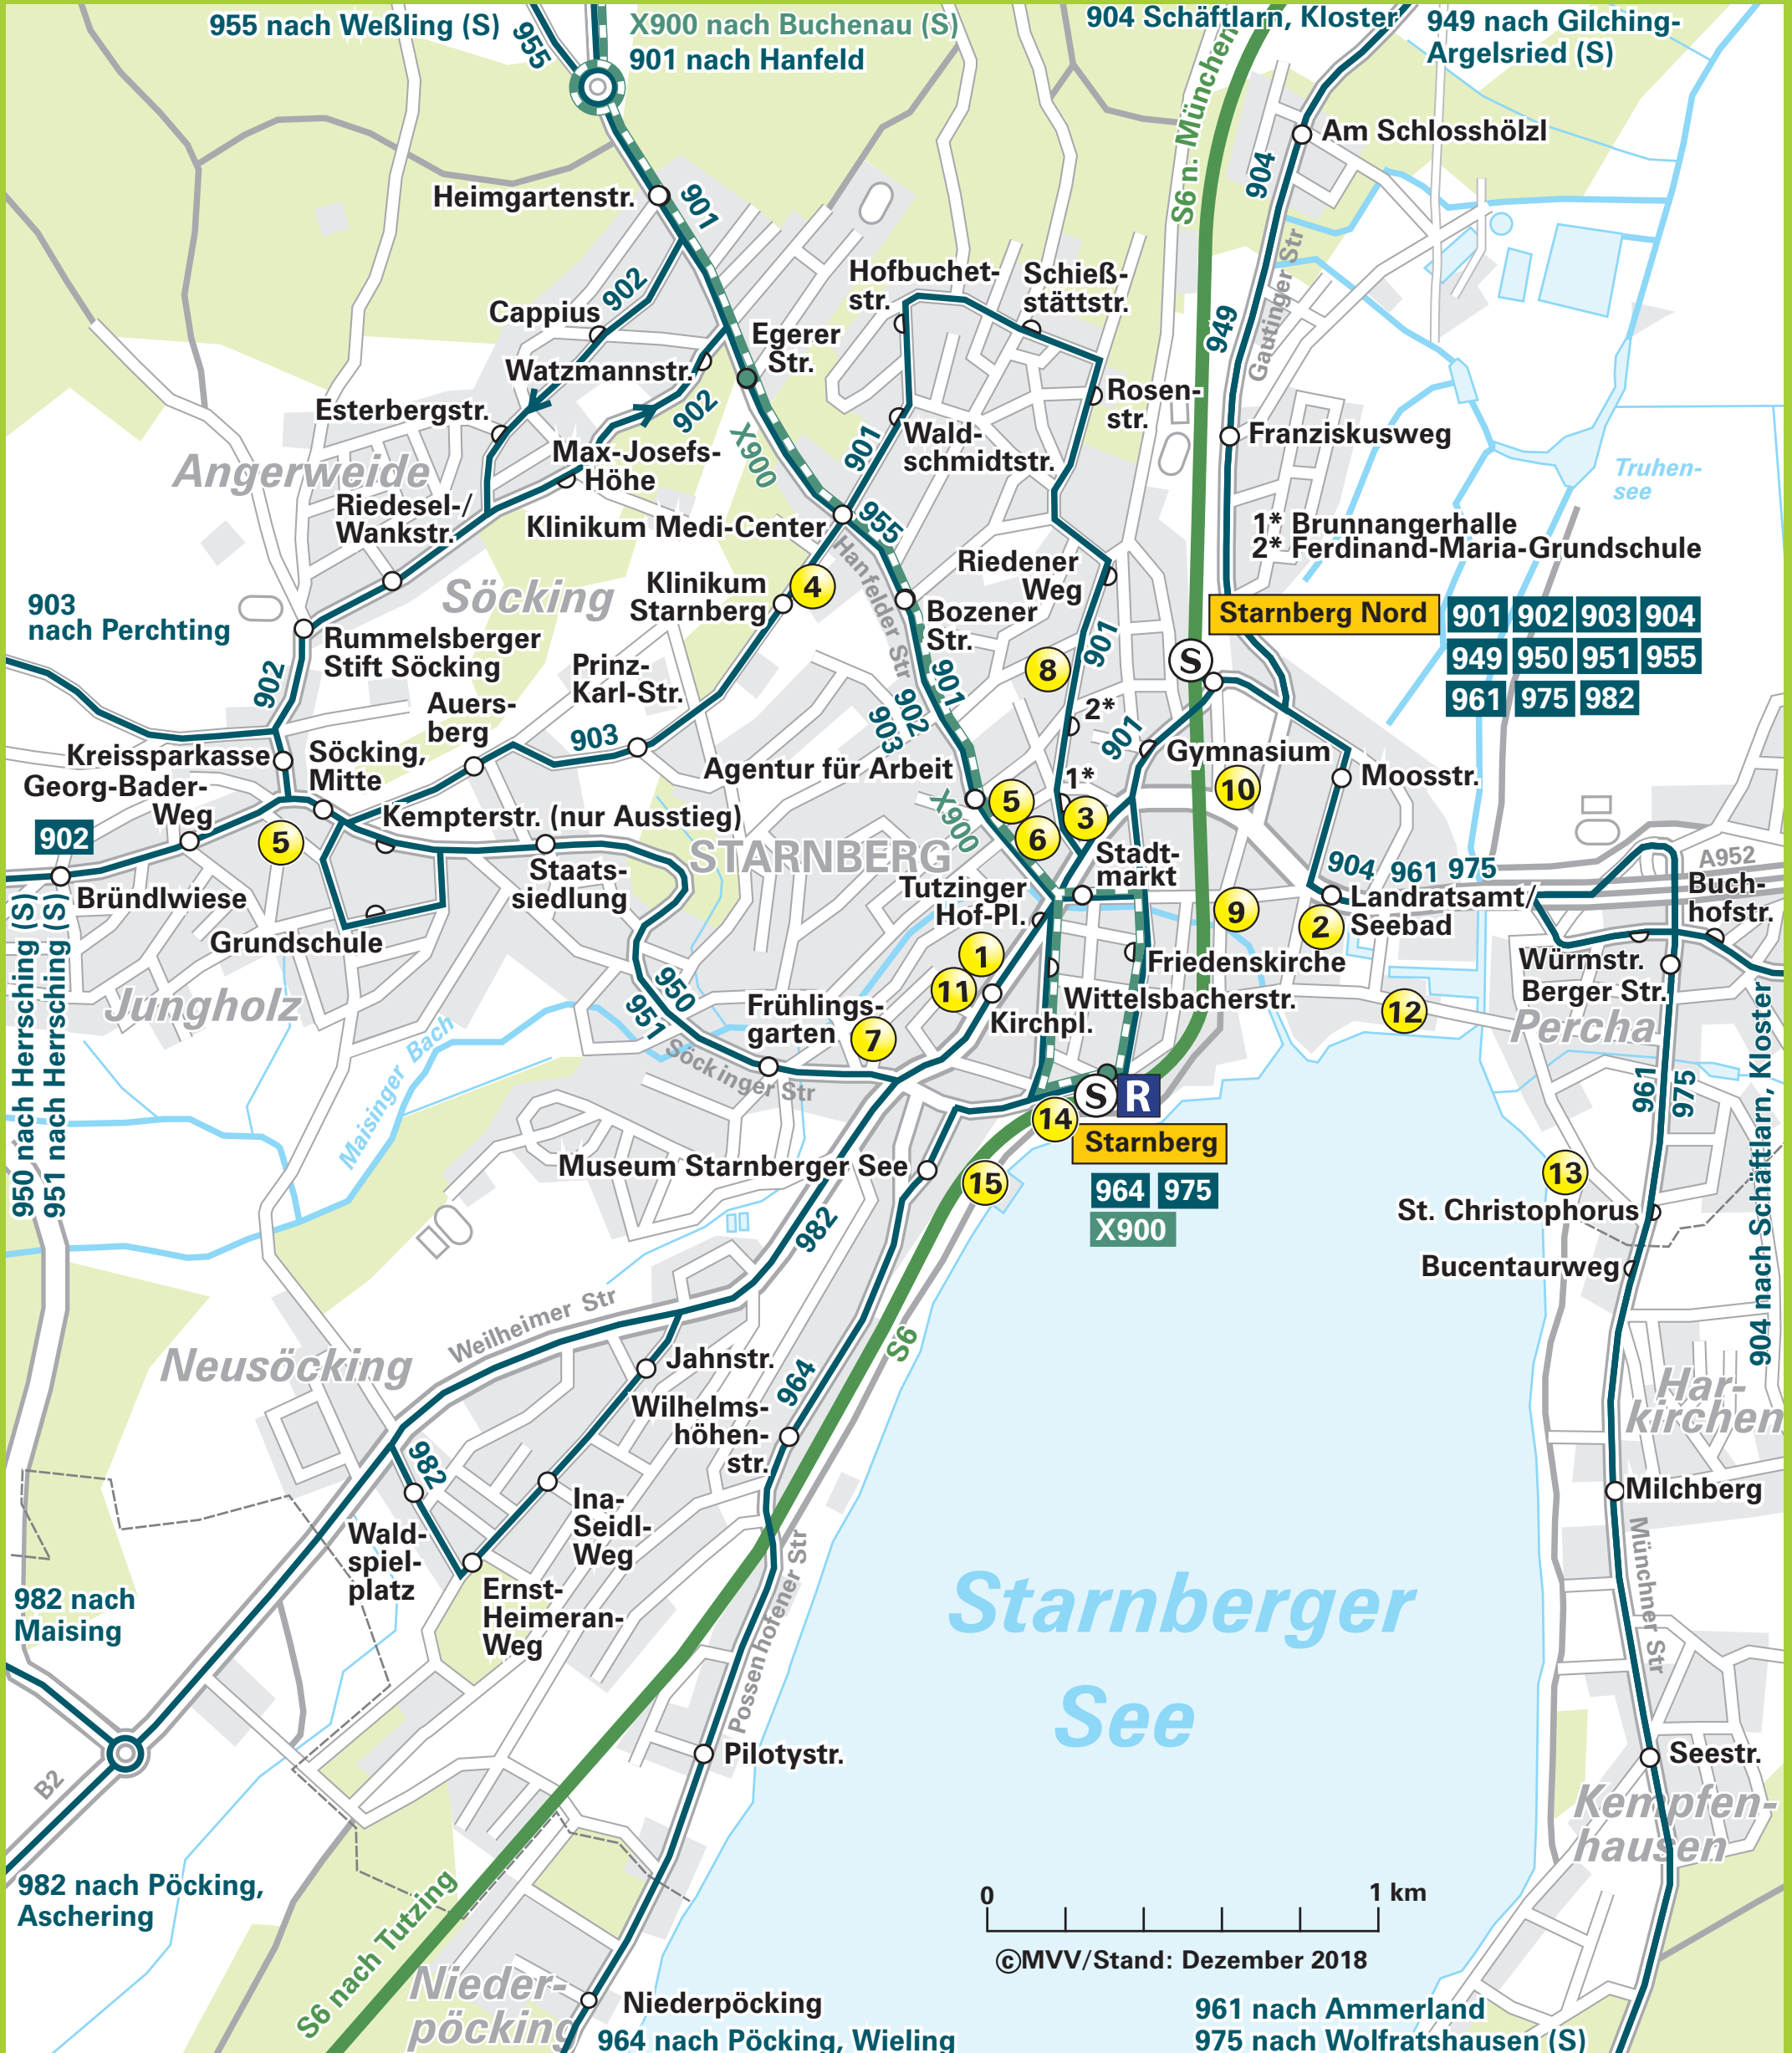 955 nach Weßling (S)
955
X900 nach Buchenau (S)
901 nach Hanfeld
904 Schäftlarn, Kloster
949 nach Gilching-
Argelsried (S)
S6 n. München
Am Schlosshölzl
904
Heimgartenstr.
901
Gautinger Str
Hofbuchet-
str.
Schieß-
stättstr.
902
Cappius
949
Egerer
Str.
Watzmannstr.
902
Rosen-
str.
Esterbergstr.
Wald-
schmidtstr.
901
Franziskusweg
X900
Angerweide
Max-Josefs-
Höhe
Truhen-
see
Riedesel-/
Wankstr.
Klinikum Medi-Center
955
1* Brunnangerhalle
2* Ferdinand-Maria-Grundschule
Hanfelder Str
Riedener
Weg
Söcking
Klinikum
Starnberg
4
903
nach Perchting
Bozener
Str.
Starnberg Nord
901 902 903 904
949 950 951 955
961 975 982
Rummelsberger
Stift Söcking
901
8
S
Prinz-
Karl-Str.
902
901
902
903
Auers-
berg
2*
901
903
Kreissparkasse
Söcking,
Mitte
Gymnasium
Agentur für Arbeit
Moosstr.
1*
10
Georg-Bader-
Weg
5
3
X900
6
Kempterstr. (nur Ausstieg)
902
5
STARNBERG
Stadt-
markt
904 961 975
A952
Staats-
siedlung
Tutzinger
Hof-Pl.
Landratsamt/
Seebad
Buch-
hofstr.
Bründlwiese
9
2
Grundschule
1
Friedenskirche
Würmstr.
Berger Str.
950 nach Herrsching (S)
951 nach Herrsching (S)
950
951
11
Wittelsbacherstr.
Jungholz
Frühlings-
garten
Kirchpl.
12
Percha
7
Maisinger Bach
Söckinger Str
961
975
904 nach Schäftlarn, Kloster
S
R
14
Starnberg
Museum Starnberger See
15
13
964 975
X900
St. Christophorus
982
Bucentaurweg
Weilheimer Str
S6
Neusöcking
Jahnstr.
964
Har-
kirchen
Wilhelms-
höhen-
str.
982
Milchberg
Ina-
Seidl-
Weg
Wald-
spiel-
platz
Ernst-
Heimeran-
Weg
Possenhofener Str
Münchner Str
982 nach
Maising
Starnberger
See
Pilotystr.
Seestr.
B2
Kempfen-
hausen
982 nach Pöcking,
Aschering
0
1 km
©MVV/Stand: Dezember 2018
S6 nach Tutzing
Nieder-
pöcking
Niederpöcking
964 nach Pöcking, Wieling
961 nach Ammerland
975 nach Wolfratshausen (S)